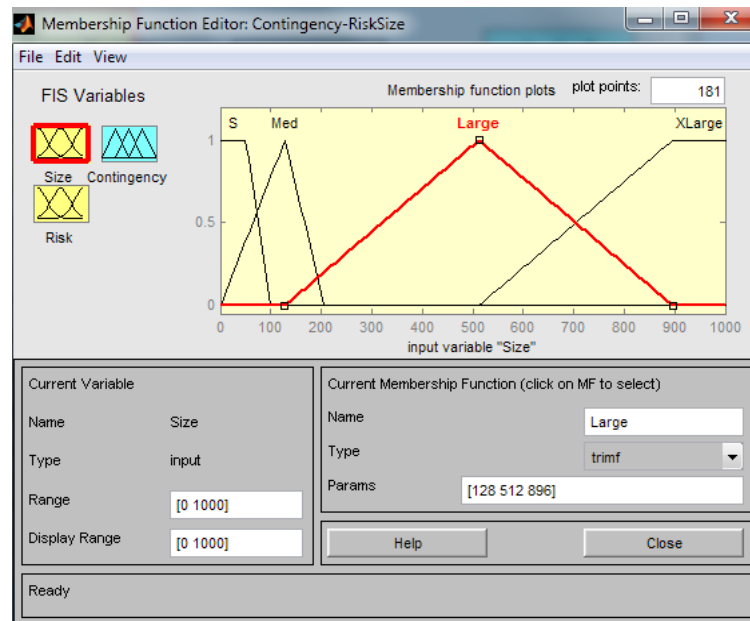 Membership Function Editor: Contingency-RiskSize
File Edit View
FIS Variables
Membership function plots plot points: 181
S Med Large XLarge
Size Contingency
Risk
1
0.5
0
0 100 200 300 400 500 600 700 800 900 1000
input variable "Size"
Current Variable
Name Size
Type input
Range [0 1000]
Display Range [0 1000]
Current Membership Function (click on MF to select)
Name Large
Type trimf
Params [128 512 896]
Help Close
Ready